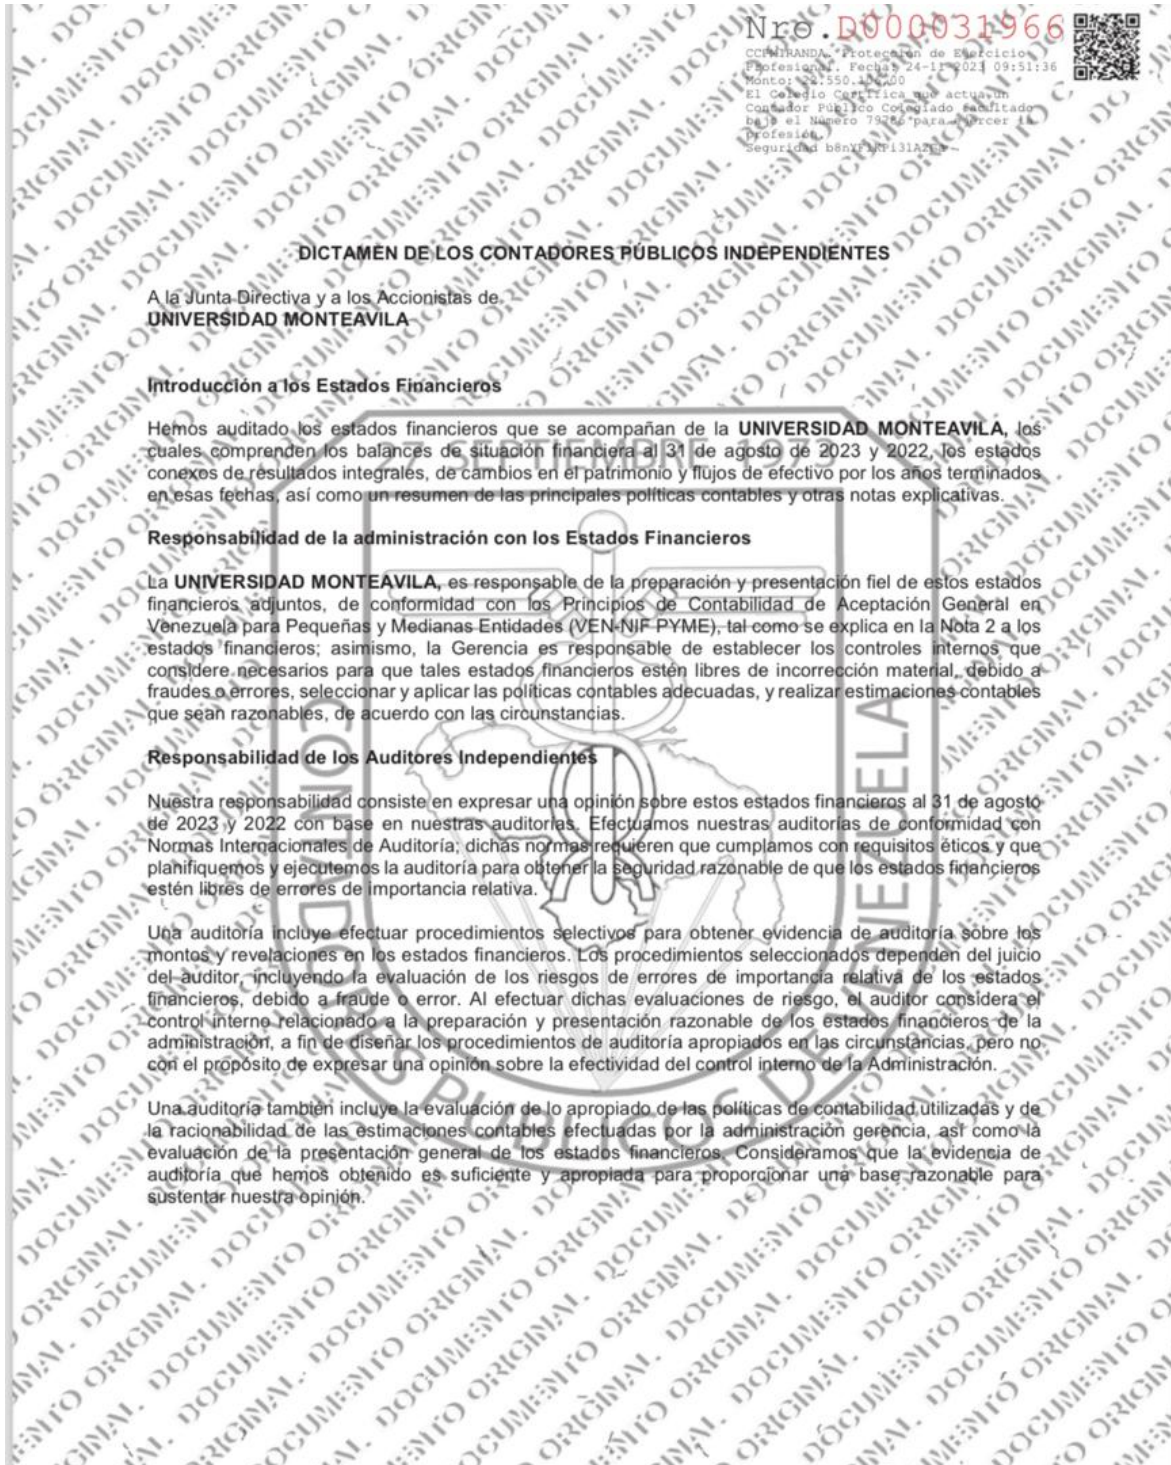 Nro.D000031966
CCPMIRANDA, Protección de Ejercicio
Profesional. Fecha: 24-11-2023 09:51:36
Monto:
El Colegio Certifica que actua un
Contador Público Colegiado facultado
bajo el Número para ejercer la
profesión.
Seguridad
DICTAMEN DE LOS CONTADORES PÚBLICOS INDEPENDIENTES
A la Junta Directiva y a los Accionistas de
UNIVERSIDAD MONTEAVILA
Introducción a los Estados Financieros
Hemos auditado los estados financieros que se acompañan de la UNIVERSIDAD MONTEAVILA, los
cuales comprenden los balances de situación financiera al 31 de agosto de 2023 y 2022, los estados
conexos de resultados integrales, de cambios en el patrimonio y flujos de efectivo por los años terminados
en esas fechas, así como un resumen de las principales políticas contables y otras notas explicativas.
Responsabilidad de la administración con los Estados Financieros
La UNIVERSIDAD MONTEAVILA, es responsable de la preparación y presentación fiel de estos estados
financieros adjuntos, de conformidad con los Principios de Contabilidad de Aceptación General en
Venezuela para Pequeñas y Medianas Entidades (VEN-NIF PYME), tal como se explica en la Nota 2 a los
estados financieros; asimismo, la Gerencia es responsable de establecer los controles internos que
considere necesarios para que tales estados financieros estén libres de incorrección material, debido a
fraudes o errores, seleccionar y aplicar las políticas contables adecuadas, y realizar estimaciones contables
que sean razonables, de acuerdo con las circunstancias.
Responsabilidad de los Auditores Independientes
Nuestra responsabilidad consiste en expresar una opinión sobre estos estados financieros al 31 de agosto
de 2023 y 2022 con base en nuestras auditorías. Efectuamos nuestras auditorías de conformidad con
Normas Internacionales de Auditoría; dichas normas requieren que cumplamos con requisitos éticos y que
planifiquemos y ejecutemos la auditoría para obtener la seguridad razonable de que los estados financieros
estén libres de errores de importancia relativa.
Una auditoría incluye efectuar procedimientos selectivos para obtener evidencia de auditoría sobre los
montos y revelaciones en los estados financieros. Los procedimientos seleccionados dependen del juicio
del auditor, incluyendo la evaluación de los riesgos de errores de importancia relativa de los estados
financieros, debido a fraude o error. Al efectuar dichas evaluaciones de riesgo, el auditor considera el
control interno relacionado a la preparación y presentación razonable de los estados financieros de la
administración, a fin de diseñar los procedimientos de auditoría apropiados en las circunstancias, pero no
con el propósito de expresar una opinión sobre la efectividad del control interno de la Administración.
Una auditoría también incluye la evaluación de lo apropiado de las políticas de contabilidad utilizadas y de
la racionabilidad de las estimaciones contables efectuadas por la administración gerencia, así como la
evaluación de la presentación general de los estados financieros. Consideramos que la evidencia de
auditoría que hemos obtenido es suficiente y apropiada para proporcionar una base razonable para
sustentar nuestra opinión.
27 SEPTIEMBRE 1973
CONTADORES PUBLICOS DE VENEZUELA
DOCUMENTO ORIGINAL.